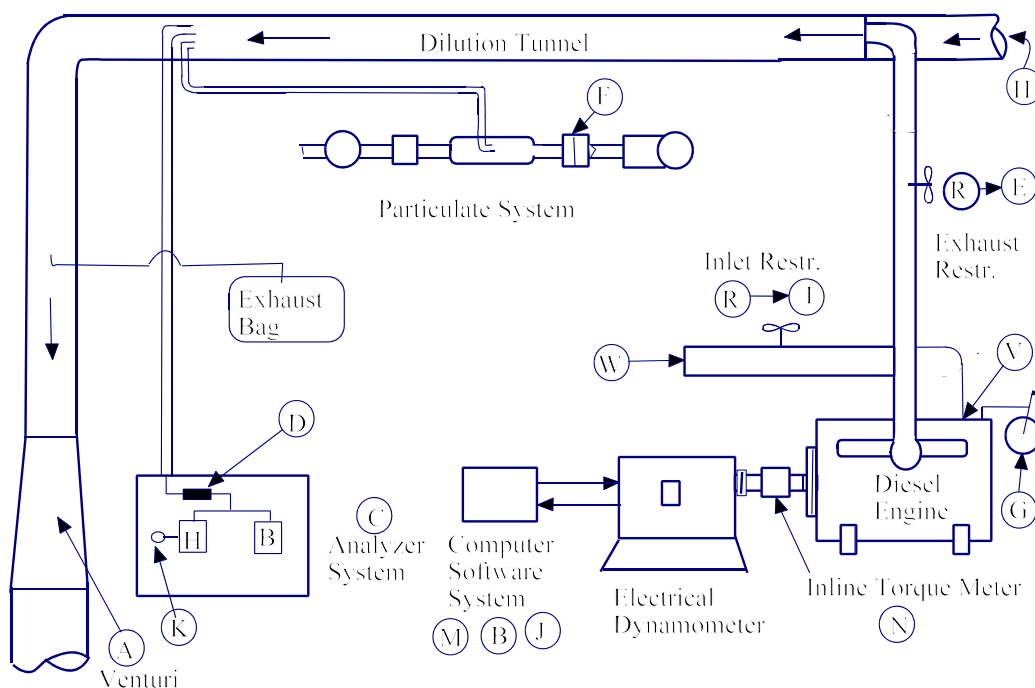 Dilution Tunnel
H
F
R
E
Particulate System
Exhaust
Restr.
Inlet Restr.
R
I
Exhaust
Bag
W
V
D
Diesel
Engine
G
H
B
C
Analyzer
System
Computer
Software
System
M
B
J
Electrical
Dynamometer
Inline Torque Meter
N
K
A
Venturi